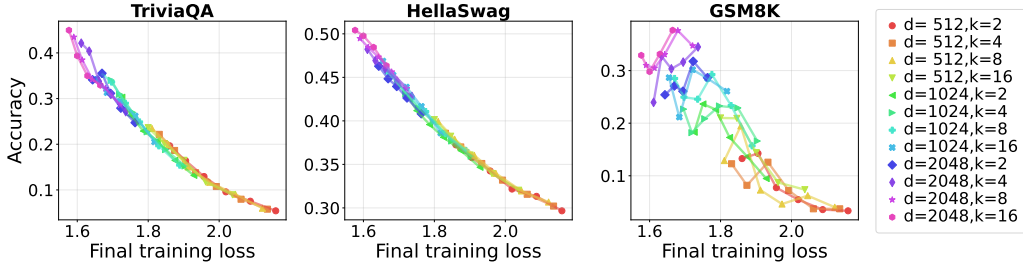 TriviaQA
HellaSwag
GSM8K
Accuracy
0.4
0.3
0.2
0.1
1.6
1.8
2.0
Final training loss
0.50
0.45
0.40
0.35
0.30
1.6
1.8
2.0
Final training loss
0.3
0.2
0.1
1.6
1.8
2.0
Final training loss
d= 512,k=2
d= 512,k=4
d= 512,k=8
d= 512,k=16
d=1024,k=2
d=1024,k=4
d=1024,k=8
d=1024,k=16
d=2048,k=2
d=2048,k=4
d=2048,k=8
d=2048,k=16